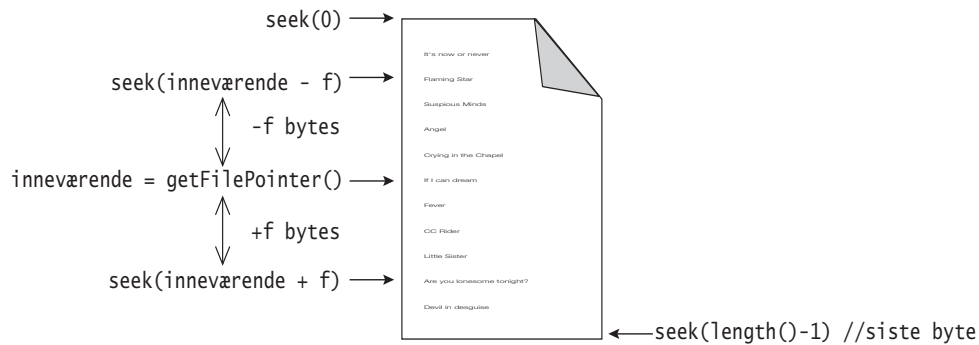 seek(0)
It's now or never
seek(inneværende - f)
Flaming Star
Suspious Minds
-f bytes
Angel
Crying in the Chapel
inneværende = getFilePointer()
If I can dream
Fever
+f bytes
CC Rider
Little Sister
seek(inneværende + f)
Are you lonesome tonight?
Devil in desguise
seek(length()-1) //siste byte